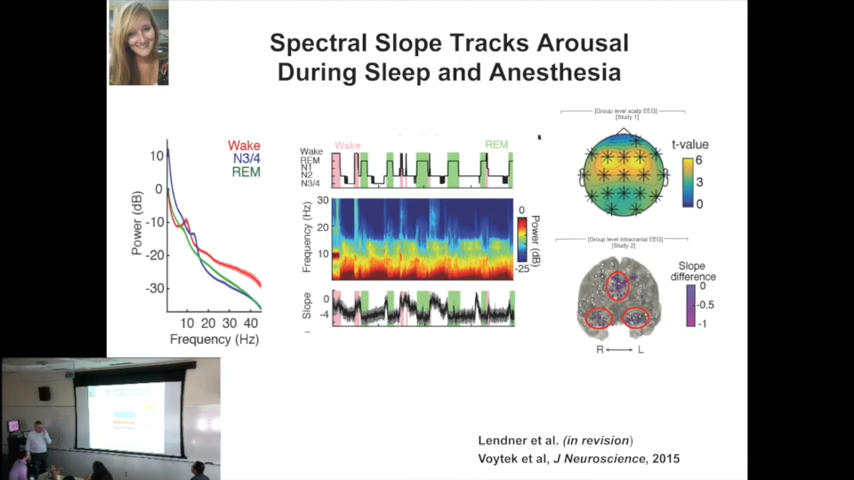 Spectral Slope Tracks Arousal
During Sleep and Anesthesia
10
0
-10
-20
-30
Power (dB)
Wake
N3/4
REM
10 20 30 40
Frequency (Hz)
Wake
REM
N1
N2
N3/4
Wake
REM
30
20
10
Frequency (Hz)
0
-25
Power (dB)
0
-4
Slope
[Group level scalp EEG]
[Study 1]
t-value
6
3
0
[Group level intracranial EEG]
[Study 2]
Slope
difference
0
-0.5
-1
R L
Lendner et al. (in revision)
Voytek et al, J Neuroscience, 2015